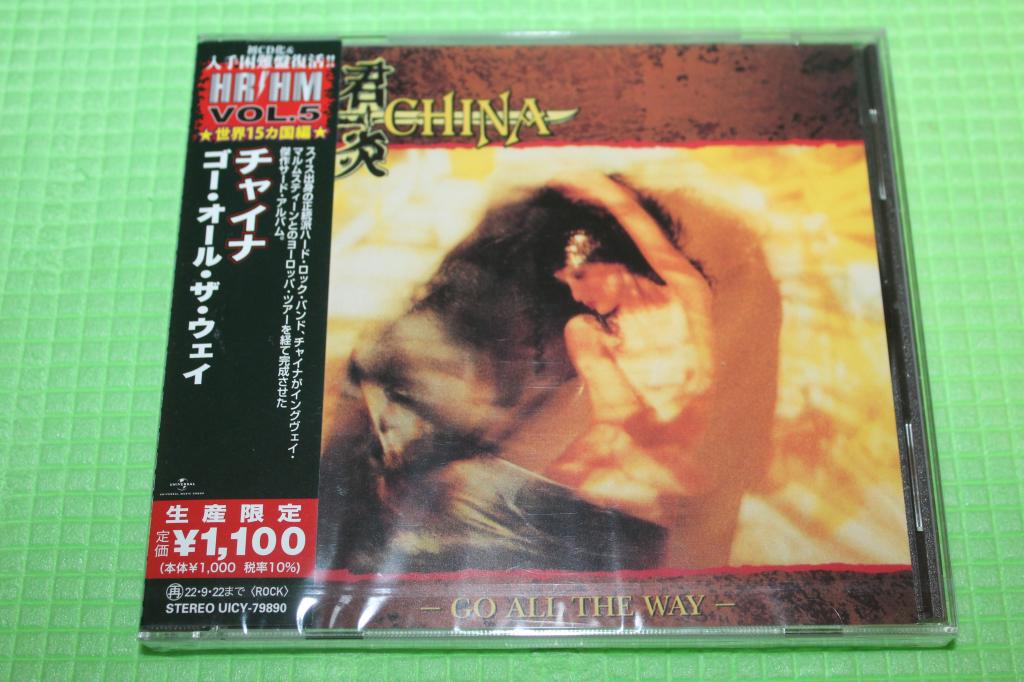 初CD化&
入手困難盤復活!!
HR/HM
VOL.5
★世界15カ国編★
スイス出身の正統派ハード・ロック・バンド、チャイナがイングヴェイ・
マルムスティーンとのヨーロッパ・ツアーを経て完成させた
傑作サード・アルバム。
チャイナ
ゴー・オール・ザ・ウェイ
UNIVERSAL
UNIVERSAL MUSIC GROUP
生産限定
定価 ¥1,100
(本体¥1,000 税率10%)
再 22・9・22まで 〈ROCK〉
STEREO UICY-79890
CHINA
— GO ALL THE WAY —